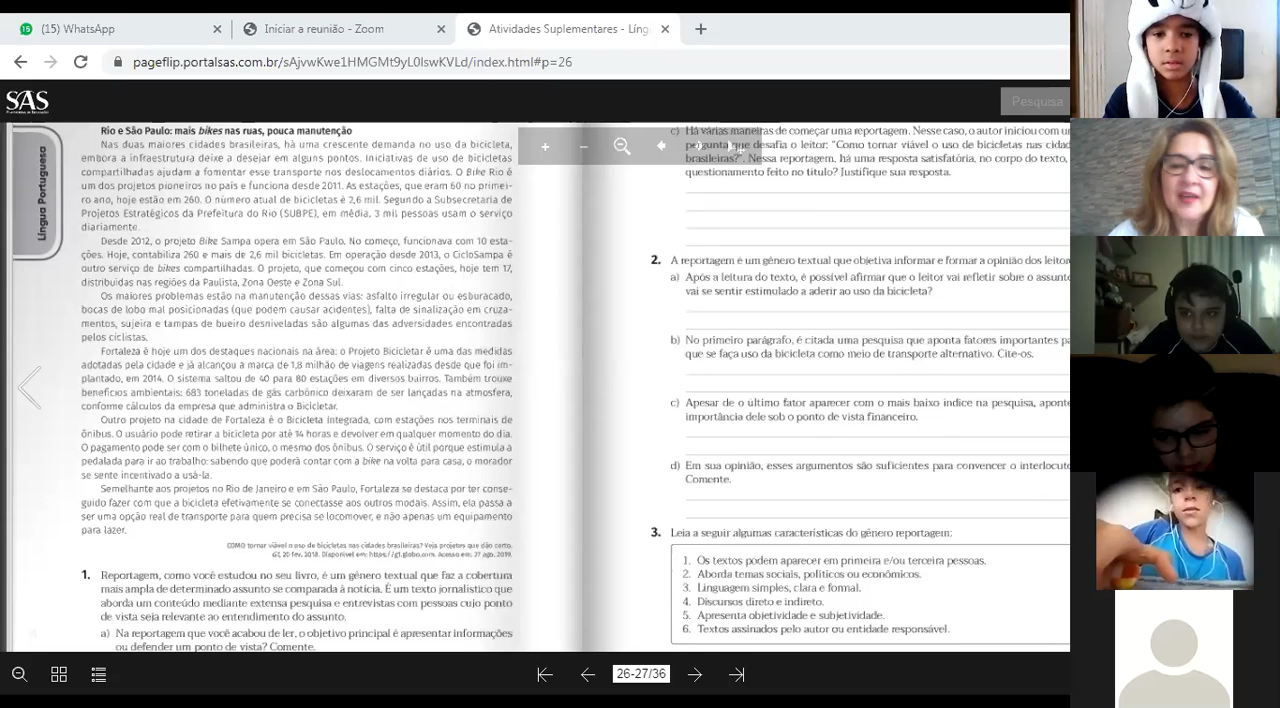 (15) WhatsApp
Iniciar a reunião - Zoom
Atividades Suplementares - Líng
pageflip.portalsas.com.br/sAjvwKwe1HMGMt9yL0IswKVLd/index.html#p=26
SAS
Pesquisa
Língua Portuguesa
Rio e São Paulo: mais bikes nas ruas, pouca manutenção
Nas duas maiores cidades brasileiras, há uma crescente demanda no uso da bicicleta,
embora a infraestrutura deixe a desejar em alguns pontos. Iniciativas de uso de bicicletas
compartilhadas ajudam a fomentar esse transporte nos deslocamentos diários. O Bike Rio é
um dos projetos pioneiros no país e funciona desde 2011. As estações, que eram 60 no primei-
ro ano, hoje estão em 260. O número atual de bicicletas é 2,6 mil. Segundo a Subsecretaria de
Projetos Estratégicos da Prefeitura do Rio (SUBPE), em média, 3 mil pessoas usam o serviço
diariamente.
Desde 2012, o projeto Bike Sampa opera em São Paulo. No começo, funcionava com 10 esta-
ções. Hoje, contabiliza 260 e mais de 2,6 mil bicicletas. Em operação desde 2013, o CicloSampa é
outro serviço de bikes compartilhadas. O projeto, que começou com cinco estações, hoje tem 17,
distribuídas nas regiões da Paulista, Zona Oeste e Zona Sul.
Os maiores problemas estão na manutenção dessas vias: asfalto irregular ou esburacado,
bocas de lobo mal posicionadas (que podem causar acidentes), falta de sinalização em cruza-
mentos, sujeira e tampas de bueiro desniveladas são algumas das adversidades encontradas
pelos ciclistas.
Fortaleza é hoje um dos destaques nacionais na área: o Projeto Bicicletar é uma das medidas
adotadas pela cidade e já alcançou a marca de 1,8 milhão de viagens realizadas desde que foi im-
plantado, em 2014. O sistema saltou de 40 para 80 estações em diversos bairros. Também trouxe
benefícios ambientais: 683 toneladas de gás carbônico deixaram de ser lançadas na atmosfera,
conforme cálculos da empresa que administra o Bicicletar.
Outro projeto na cidade de Fortaleza é o Bicicleta Integrada, com estações nos terminais de
ônibus. O usuário pode retirar a bicicleta por até 14 horas e devolver em qualquer momento do dia.
O pagamento pode ser com o bilhete único, o mesmo dos ônibus. O serviço é útil porque estimula a
pedalada para ir ao trabalho: sabendo que poderá contar com a bike na volta para casa, o morador
se sente incentivado a usá-la.
Semelhante aos projetos no Rio de Janeiro e em São Paulo, Fortaleza se destaca por ter conse-
guido fazer com que a bicicleta efetivamente se conectasse aos outros modais. Assim, ela passa a
ser uma opção real de transporte para quem precisa se locomover, e não apenas um equipamento
para lazer.
COMO tornar viável o uso de bicicletas nas cidades brasileiras? Veja projetos que dão certo.
G1, 20 fev. 2018. Disponível em: https://g1.globo.com. Acesso em: 27 ago. 2019.
1. Reportagem, como você estudou no seu livro, é um gênero textual que faz a cobertura
mais ampla de determinado assunto se comparada à notícia. É um texto jornalístico que
aborda um conteúdo mediante extensa pesquisa e entrevistas com pessoas cujo ponto
de vista seja relevante ao entendimento do assunto.
a) Na reportagem que você acabou de ler, o objetivo principal é apresentar informações
ou defender um ponto de vista? Comente.
c) Há várias maneiras de começar uma reportagem. Nesse caso, o autor iniciou com u
pergunta que desafia o leitor: "Como tornar viável o uso de bicicletas nas cidad
brasileiras?". Nessa reportagem, há uma resposta satisfatória, no corpo do texto,
questionamento feito no título? Justifique sua resposta.
2. A reportagem é um gênero textual que objetiva informar e formar a opinião dos leitor
a) Após a leitura do texto, é possível afirmar que o leitor vai refletir sobre o assunt
vai se sentir estimulado a aderir ao uso da bicicleta?
b) No primeiro parágrafo, é citada uma pesquisa que aponta fatores importantes pa
que se faça uso da bicicleta como meio de transporte alternativo. Cite-os.
c) Apesar de o último fator aparecer com o mais baixo índice na pesquisa, aponte
importância dele sob o ponto de vista financeiro.
d) Em sua opinião, esses argumentos são suficientes para convencer o interlocuto
Comente.
3. Leia a seguir algumas características do gênero reportagem:
1. Os textos podem aparecer em primeira e/ou terceira pessoas.
2. Aborda temas sociais, políticos ou econômicos.
3. Linguagem simples, clara e formal.
4. Discursos direto e indireto.
5. Apresenta objetividade e subjetividade.
6. Textos assinados pelo autor ou entidade responsável.
26-27/36